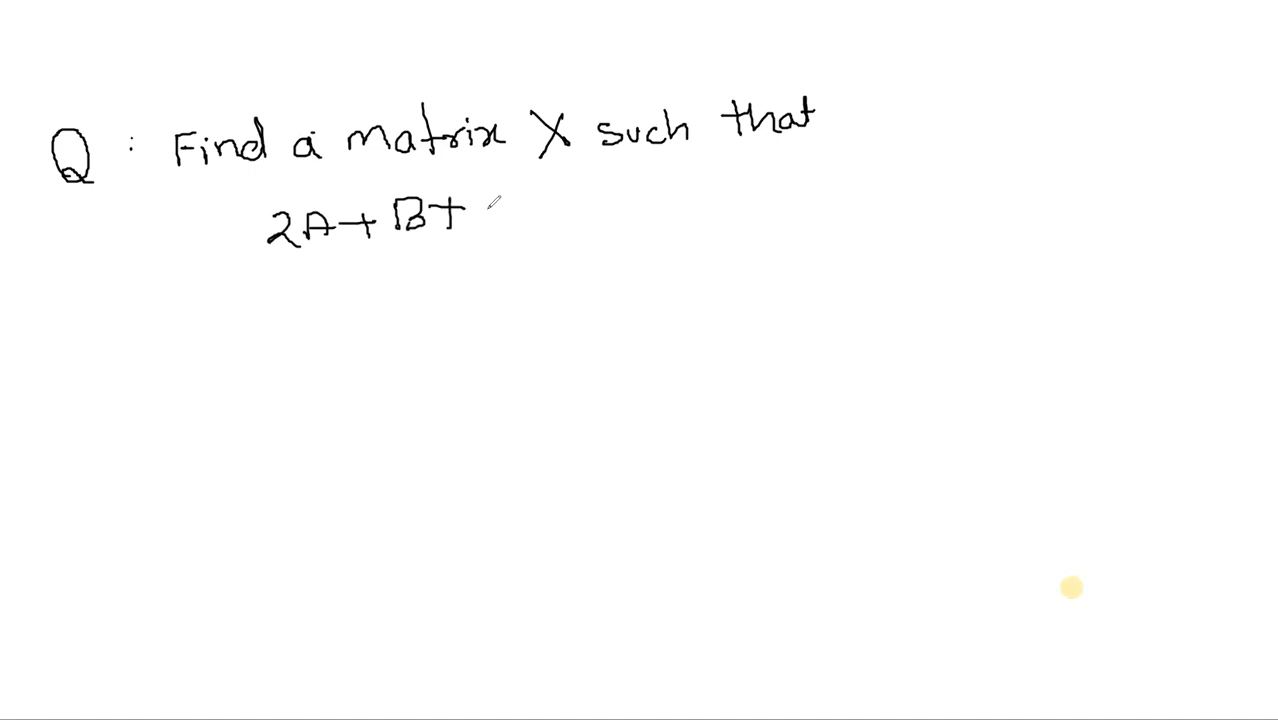 Q : Find a matrix X such that
2A + B +